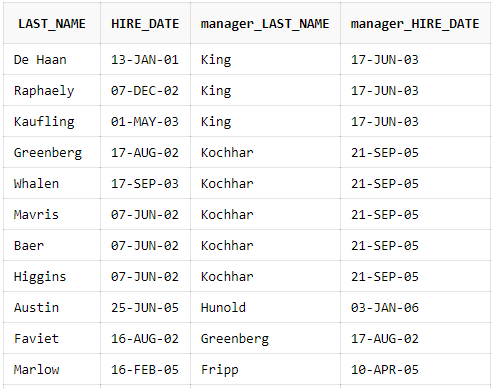 LAST_NAME HIRE_DATE manager_LAST_NAME manager_HIRE_DATE
De Haan 13-JAN-01 King 17-JUN-03
Raphaely 07-DEC-02 King 17-JUN-03
Kaufling 01-MAY-03 King 17-JUN-03
Greenberg 17-AUG-02 Kochhar 21-SEP-05
Whalen 17-SEP-03 Kochhar 21-SEP-05
Mavris 07-JUN-02 Kochhar 21-SEP-05
Baer 07-JUN-02 Kochhar 21-SEP-05
Higgins 07-JUN-02 Kochhar 21-SEP-05
Austin 25-JUN-05 Hunold 03-JAN-06
Faviet 16-AUG-02 Greenberg 17-AUG-02
Marlow 16-FEB-05 Fripp 10-APR-05